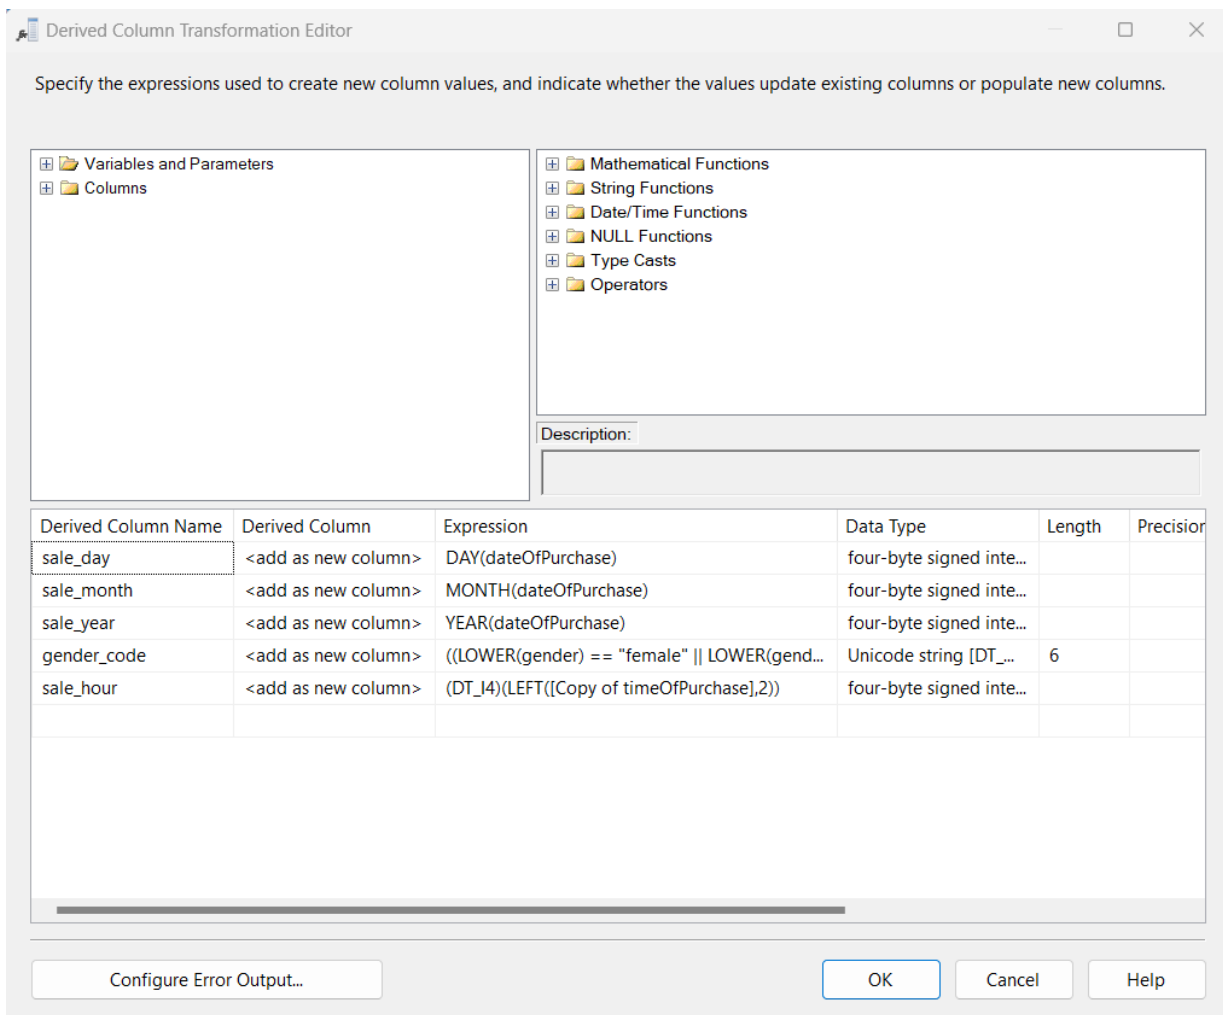 Derived Column Transformation Editor
Specify the expressions used to create new column values, and indicate whether the values update existing columns or populate new columns.
Variables and Parameters
Columns
Mathematical Functions
String Functions
Date/Time Functions
NULL Functions
Type Casts
Operators
Description:
Derived Column Name Derived Column Expression Data Type Length Precision
sale_day <add as new column> DAY(dateOfPurchase) four-byte signed inte...
sale_month <add as new column> MONTH(dateOfPurchase) four-byte signed inte...
sale_year <add as new column> YEAR(dateOfPurchase) four-byte signed inte...
gender_code <add as new column> ((LOWER(gender) == "female" || LOWER(gend... Unicode string [DT_... 6
sale_hour <add as new column> (DT_I4)(LEFT([Copy of timeOfPurchase],2)) four-byte signed inte...
Configure Error Output... OK Cancel Help